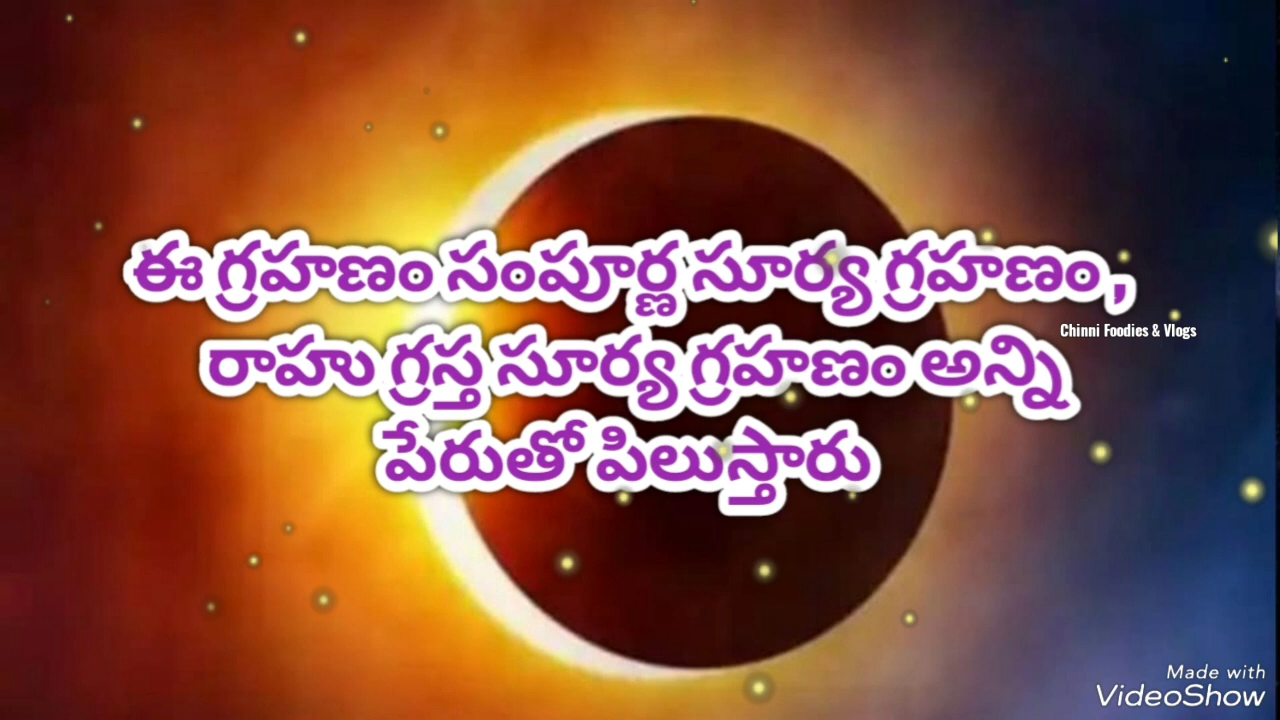 ఈ గ్రహణం సంపూర్ణ సూర్య గ్రహణం ,
Chinni Foodies & Vlogs
రాహు గ్రస్త సూర్య గ్రహణం అన్ని
పేరుతో పిలుస్తారు
Made with
VideoShow